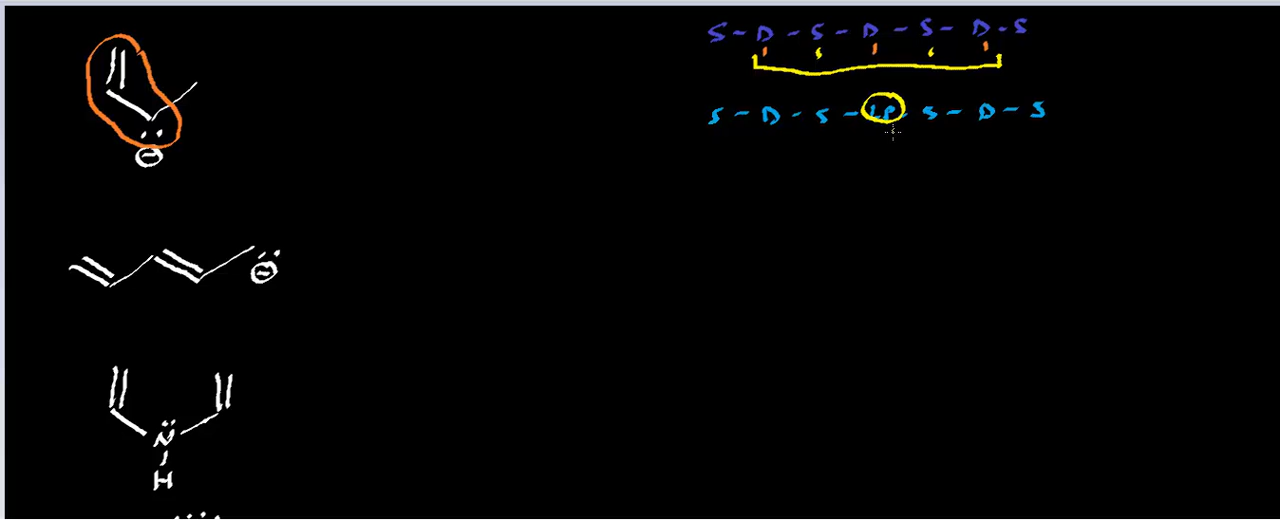 S - D - S - D - S - D - S
S - D - S - LP - S - D - S
N
H